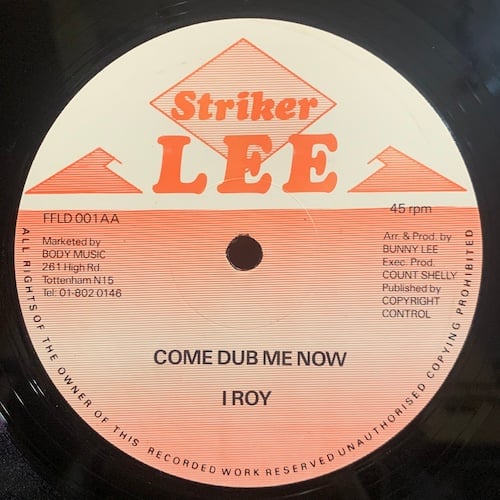 Striker
LEE
FFLD 001AA
45 rpm
Marketed by
BODY MUSIC
261 High Rd.
Tottenham N15
Tel: 01-802 0146
Arr. & Prod. by
BUNNY LEE
Exec. Prod.
COUNT SHELLY
Published by
COPYRIGHT
CONTROL
COME DUB ME NOW
I ROY
ALL RIGHTS OF THE OWNER OF THIS RECORDED WORK RESERVED UNAUTHORISED COPYING PROHIBITED